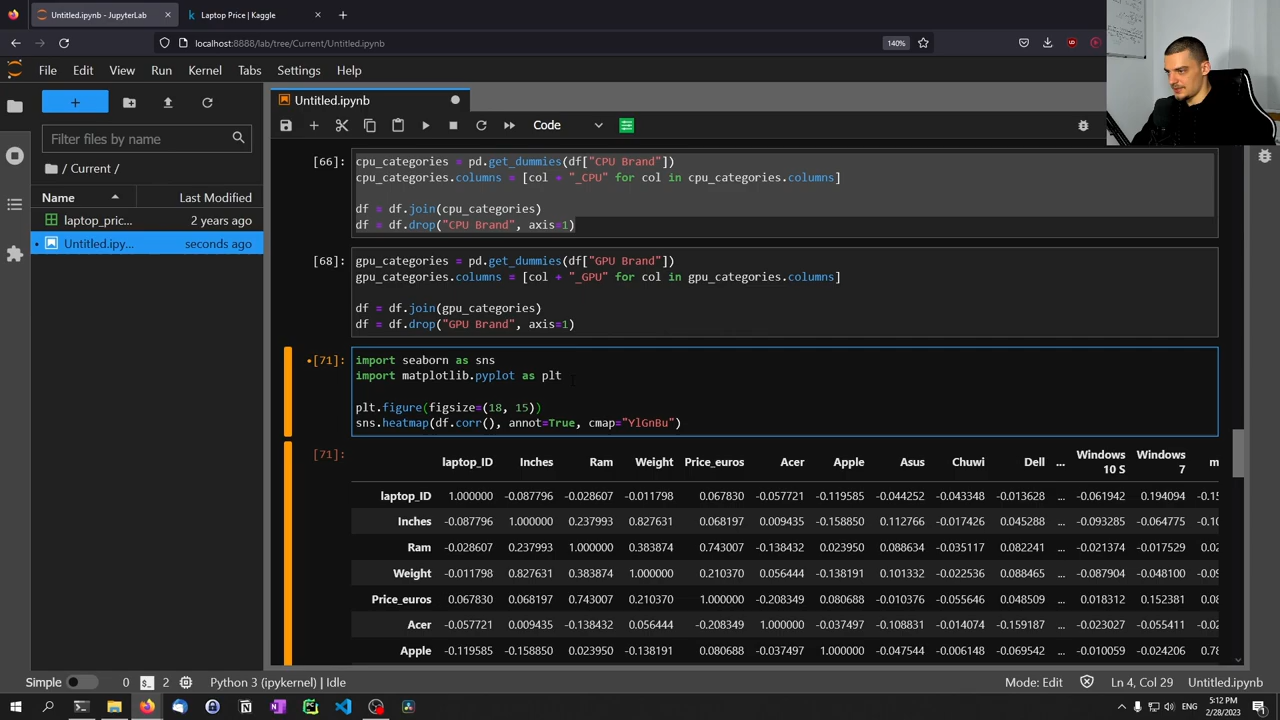 Untitled.ipynb - JupyterLab
Laptop Price | Kaggle
localhost:8888/lab/tree/Current/Untitled.ipynb
140%
File Edit View Run Kernel Tabs Settings Help
Untitled.ipynb
Filter files by name
Code
/ Current /
Name Last Modified
laptop_pric... 2 years ago
Untitled.ipy... seconds ago
[66]: cpu_categories = pd.get_dummies(df["CPU Brand"])
cpu_categories.columns = [col + "_CPU" for col in cpu_categories.columns]
df = df.join(cpu_categories)
df = df.drop("CPU Brand", axis=1)
[68]: gpu_categories = pd.get_dummies(df["GPU Brand"])
gpu_categories.columns = [col + "_GPU" for col in gpu_categories.columns]
df = df.join(gpu_categories)
df = df.drop("GPU Brand", axis=1)
[71]: import seaborn as sns
import matplotlib.pyplot as plt
plt.figure(figsize=(18, 15))
sns.heatmap(df.corr(), annot=True, cmap="YlGnBu")
[71]: laptop_ID Inches Ram Weight Price_euros Acer Apple Asus Chuwi Dell ... Windows 10 S Windows 7 m
laptop_ID 1.000000 -0.087796 -0.028607 -0.011798 0.067830 -0.057721 -0.119585 -0.044252 -0.043348 -0.013628 ... -0.061942 0.194094 -0.15
Inches -0.087796 1.000000 0.237993 0.827631 0.068197 0.009435 -0.158850 0.112766 -0.017426 0.045288 ... -0.093285 -0.064775 -0.10
Ram -0.028607 0.237993 1.000000 0.383874 0.743007 -0.138432 0.023950 0.088634 -0.035117 0.082241 ... -0.021374 -0.017529 0.02
Weight -0.011798 0.827631 0.383874 1.000000 0.210370 0.056444 -0.138191 0.101332 -0.022536 0.088465 ... -0.087904 -0.048100 -0.09
Price_euros 0.067830 0.068197 0.743007 0.210370 1.000000 -0.208349 0.080688 -0.010376 -0.055646 0.048509 ... 0.018312 0.152381 0.08
Acer -0.057721 0.009435 -0.138432 0.056444 -0.208349 1.000000 -0.037497 -0.108831 -0.014074 -0.159187 ... -0.023027 -0.055411 -0.02
Apple -0.119585 -0.158850 0.023950 -0.138191 0.080688 -0.037497 1.000000 -0.047544 -0.006148 -0.069542 ... -0.010059 -0.024206 0.78
Simple 0 2 Python 3 (ipykernel) | Idle Mode: Edit Ln 4, Col 29 Untitled.ipynb
ENG 5:12 PM
2/28/2023